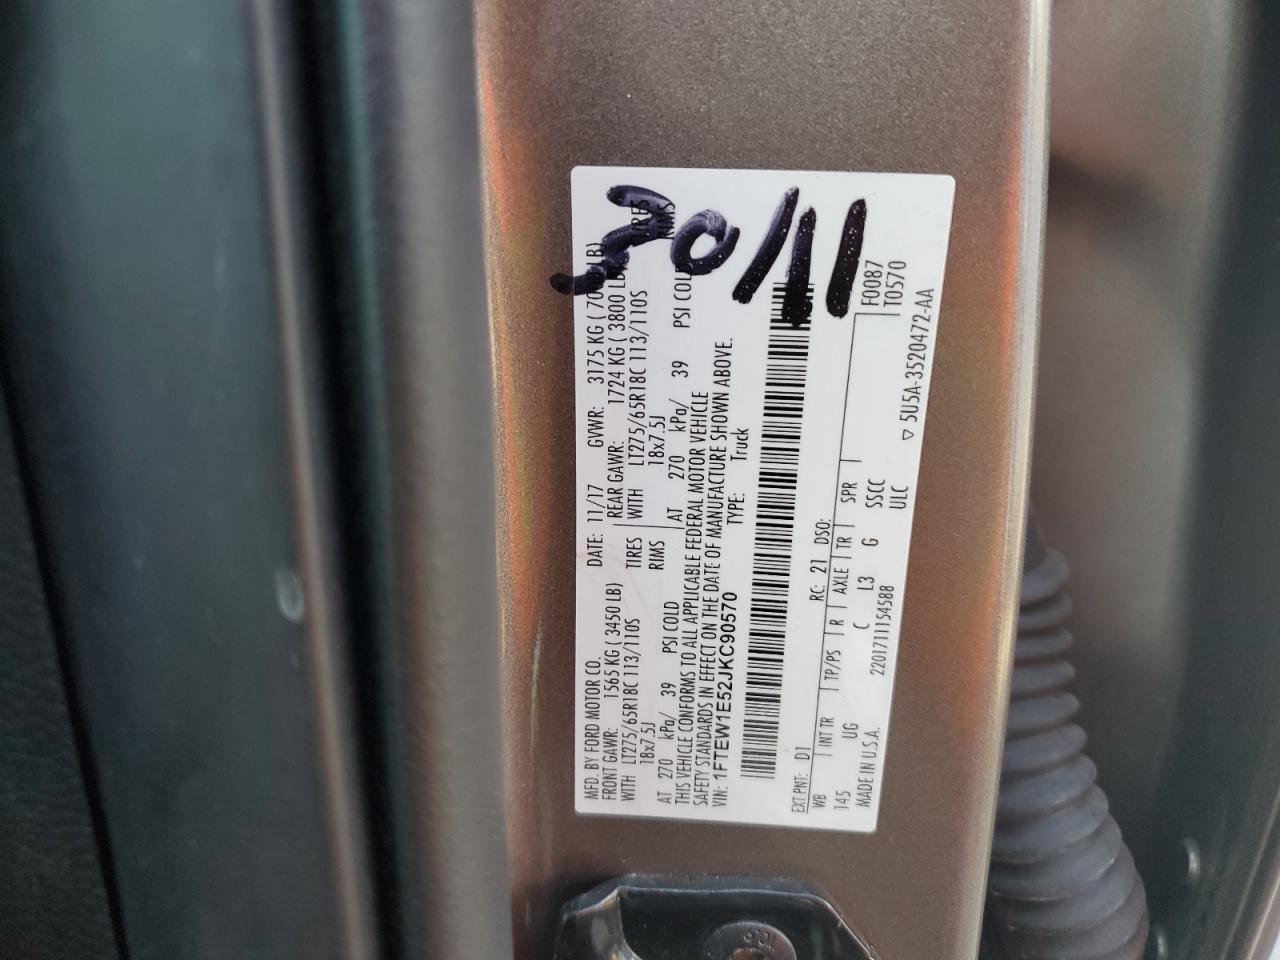 MFD. BY FORD MOTOR CO.
DATE: 11/17 GVWR: 3175 KG ( LB)
FRONT GAWR: 1565 KG ( 3450 LB) REAR GAWR: 1724 KG ( 3800 LB)
WITH LT275/65R18C 113/110S TIRES WITH LT275/65R18C 113/110S TIRES
18x7.5J RIMS 18x7.5J RIMS
AT 270 kPa/ 39 PSI COLD AT 270 kPa/ 39 PSI COLD
THIS VEHICLE CONFORMS TO ALL APPLICABLE FEDERAL MOTOR VEHICLE
SAFETY STANDARDS IN EFFECT ON THE DATE OF MANUFACTURE SHOWN ABOVE.
VIN: 1FTEW1E52JKC90570 TYPE: Truck
F0087
T0570
EXT PNT: D1 RC: 21 DSO:
WB INT TR TP/PS R AXLE TR SPR
145 UG C L3 G SSCC
ULC
MADE IN U.S.A. 2201711154588
▽ 5U5A-3520472-AA